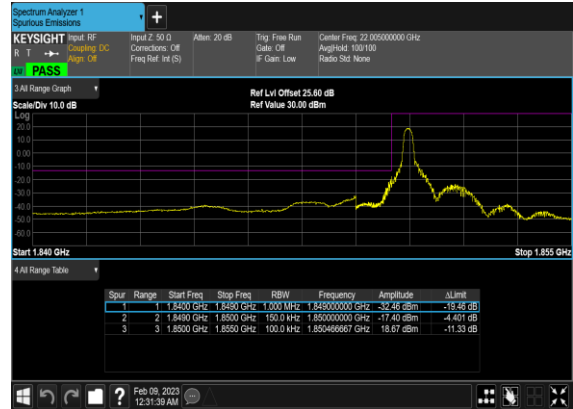 Spectrum Analyzer 1
Spurious Emissions
KEYSIGHT
R T
PASS
Input: RF
Coupling: DC
Align: Off
Input Z: 50 Ω
Corrections: Off
Freq Ref: Int (S)
Atten: 20 dB
Trig: Free Run
Gate: Off
IF Gain: Low
Center Freq: 22.005000000 GHz
Avg|Hold: 100/100
Radio Std: None
3 All Range Graph
Scale/Div 10.0 dB
Ref Lvl Offset 25.60 dB
Ref Value 30.00 dBm
Log
20.0
10.0
0.00
-10.0
-20.0
-30.0
-40.0
-50.0
-60.0
Start 1.840 GHz
Stop 1.855 GHz
4 All Range Table
Spur Range Start Freq Stop Freq RBW Frequency Amplitude ΔLimit
1 1 1.8400 GHz 1.8490 GHz 1.000 MHz 1.849000000 GHz -32.46 dBm -19.46 dB
2 2 1.8490 GHz 1.8500 GHz 150.0 kHz 1.850000000 GHz -17.40 dBm -4.401 dB
3 3 1.8500 GHz 1.8550 GHz 100.0 kHz 1.850466667 GHz 18.67 dBm -11.33 dB
?
Feb 09, 2023
12:31:39 AM